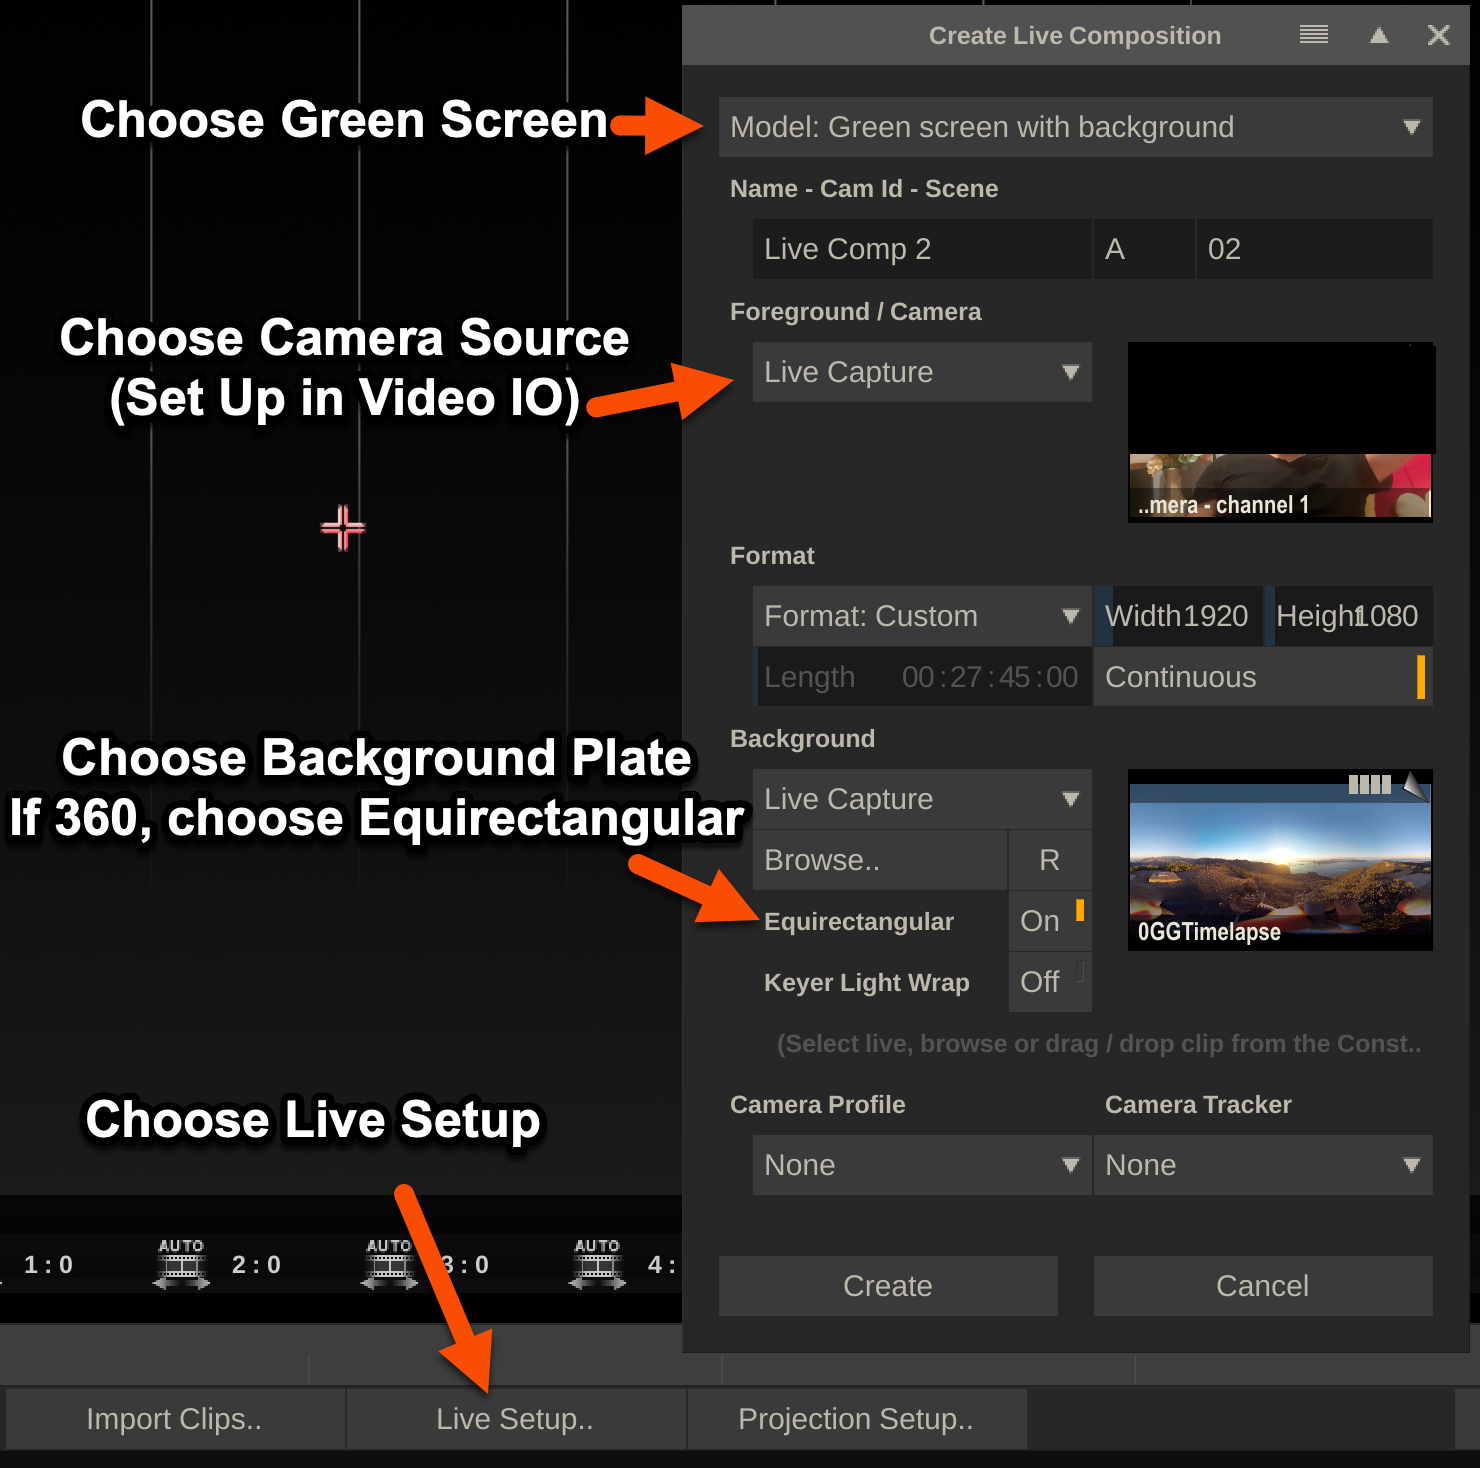 Create Live Composition
Choose Green Screen
Model: Green screen with background
Name - Cam Id - Scene
Live Comp 2
A
02
Foreground / Camera
Choose Camera Source
(Set Up in Video IO)
Live Capture
..mera - channel 1
Format
Format: Custom
Width1920
Height1080
Length 00:27:45:00
Continuous
Background
Choose Background Plate
If 360, choose Equirectangular
Live Capture
Browse..
R
Equirectangular
On
0GGTimelapse
Keyer Light Wrap
Off
(Select live, browse or drag / drop clip from the Const..
Choose Live Setup
Camera Profile
Camera Tracker
None
None
1:0
AUTO
2:0
AUTO
3:0
AUTO
4:
Create
Cancel
Import Clips..
Live Setup..
Projection Setup..